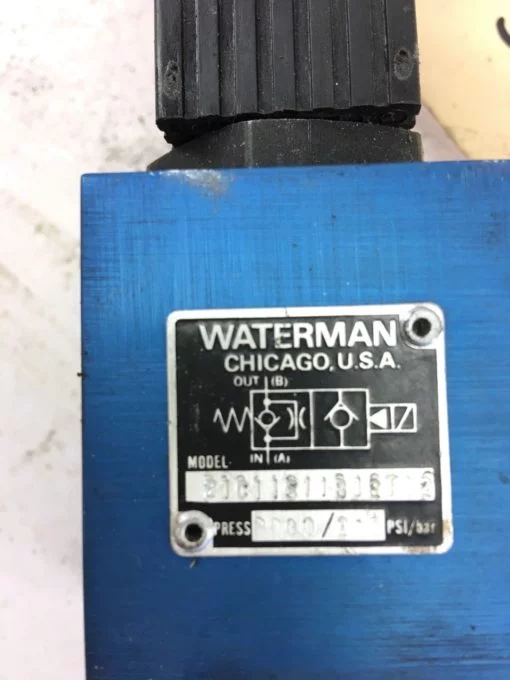 WATERMAN
CHICAGO, U.S.A.
OUT (B)
IN (A)
MODEL
PRESS PSI/bar